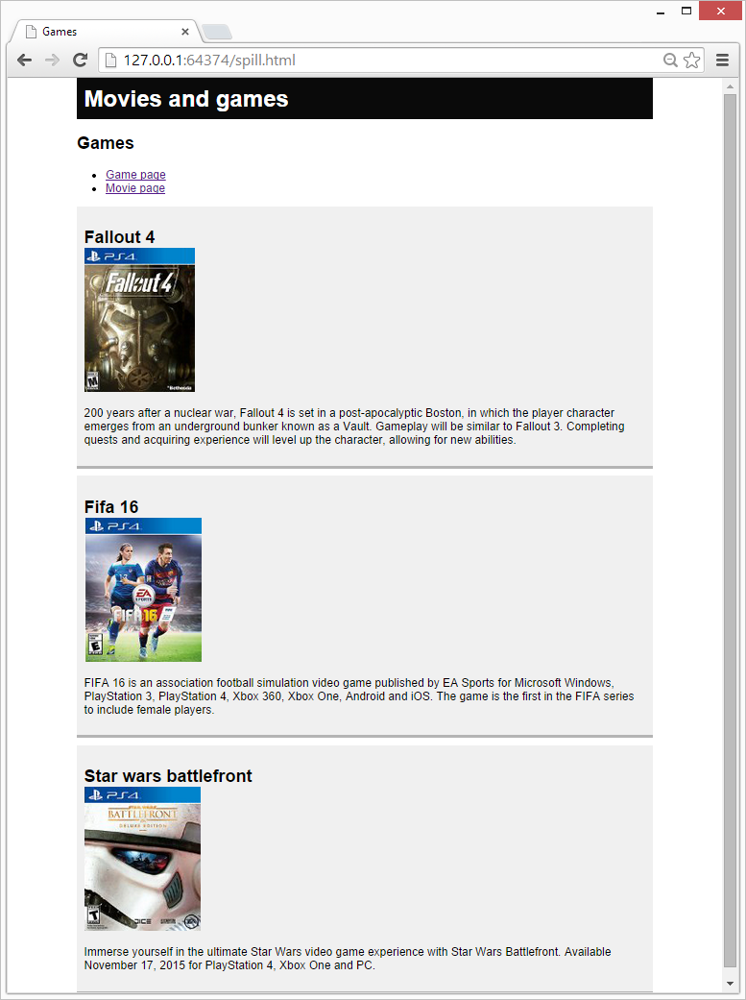 Games
127.0.0.1:64374/spill.html
Movies and games
Games
Game page
Movie page
Fallout 4
PS4
Fallout 4
M
Bethesda
200 years after a nuclear war, Fallout 4 is set in a post-apocalyptic Boston, in which the player character
emerges from an underground bunker known as a Vault. Gameplay will be similar to Fallout 3. Completing
quests and acquiring experience will level up the character, allowing for new abilities.
Fifa 16
PS4
EA
SPORTS
FIFA 16
E
FIFA 16 is an association football simulation video game published by EA Sports for Microsoft Windows,
PlayStation 3, PlayStation 4, Xbox 360, Xbox One, Android and iOS. The game is the first in the FIFA series
to include female players.
Star wars battlefront
PS4
STAR WARS
BATTLEFRONT
DELUXE EDITION
T
DICE
EA
Immerse yourself in the ultimate Star Wars video game experience with Star Wars Battlefront. Available
November 17, 2015 for PlayStation 4, Xbox One and PC.